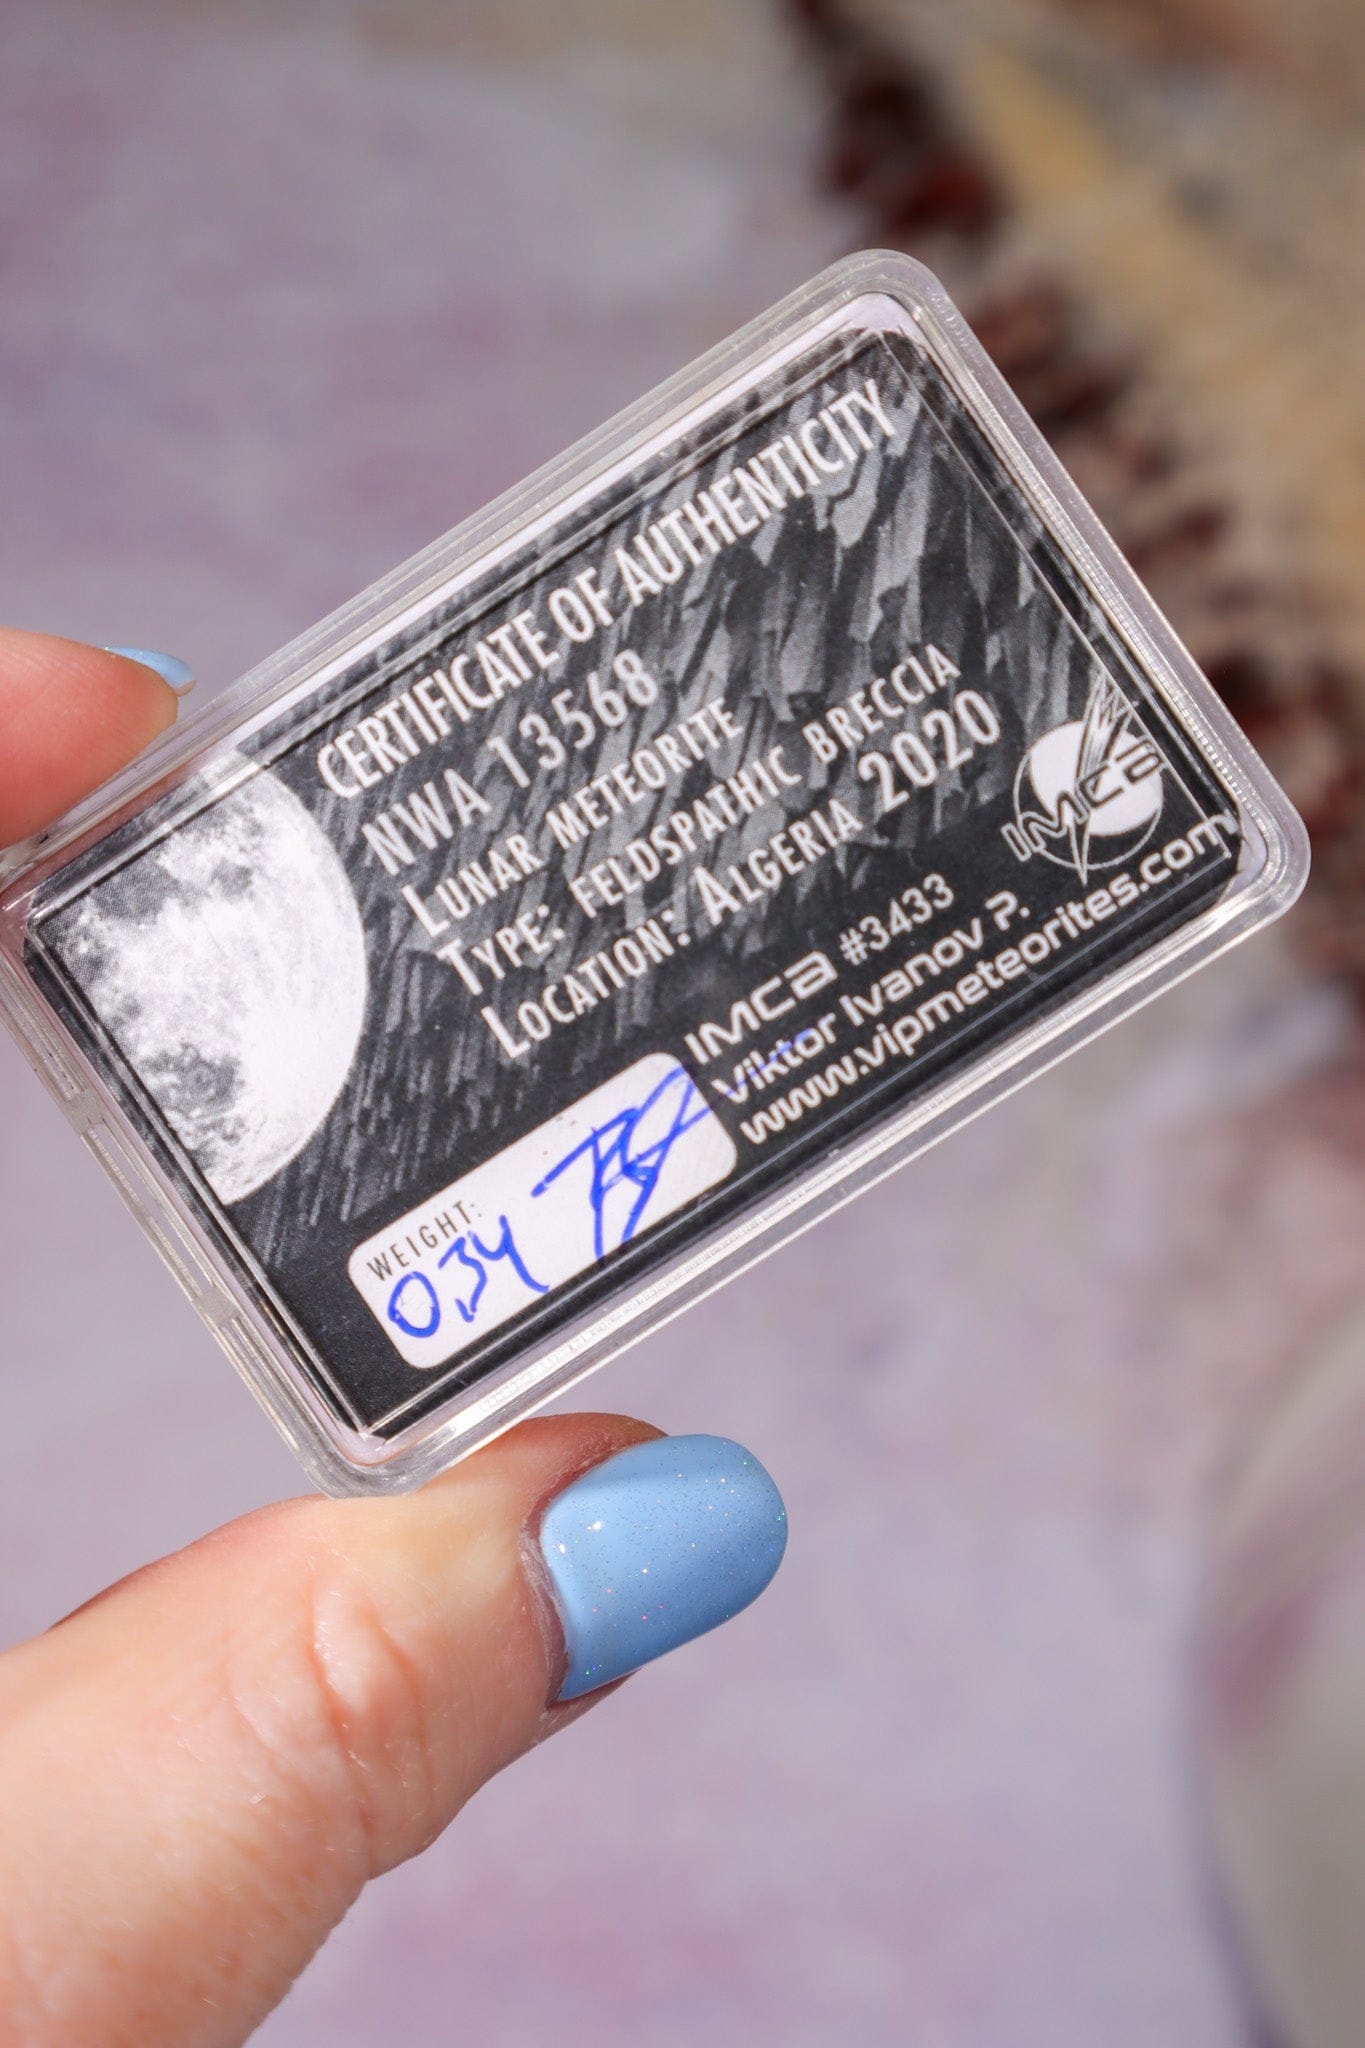 CERTIFICATE OF AUTHENTICITY
NWA 13568
LUNAR METEORITE
TYPE: FELDSPATHIC BRECCIA
LOCATION: ALGERIA 2020
IMCA
IMCA #3433
Viktor Ivanov P.
www.vipmeteorites.com
WEIGHT:
0,34